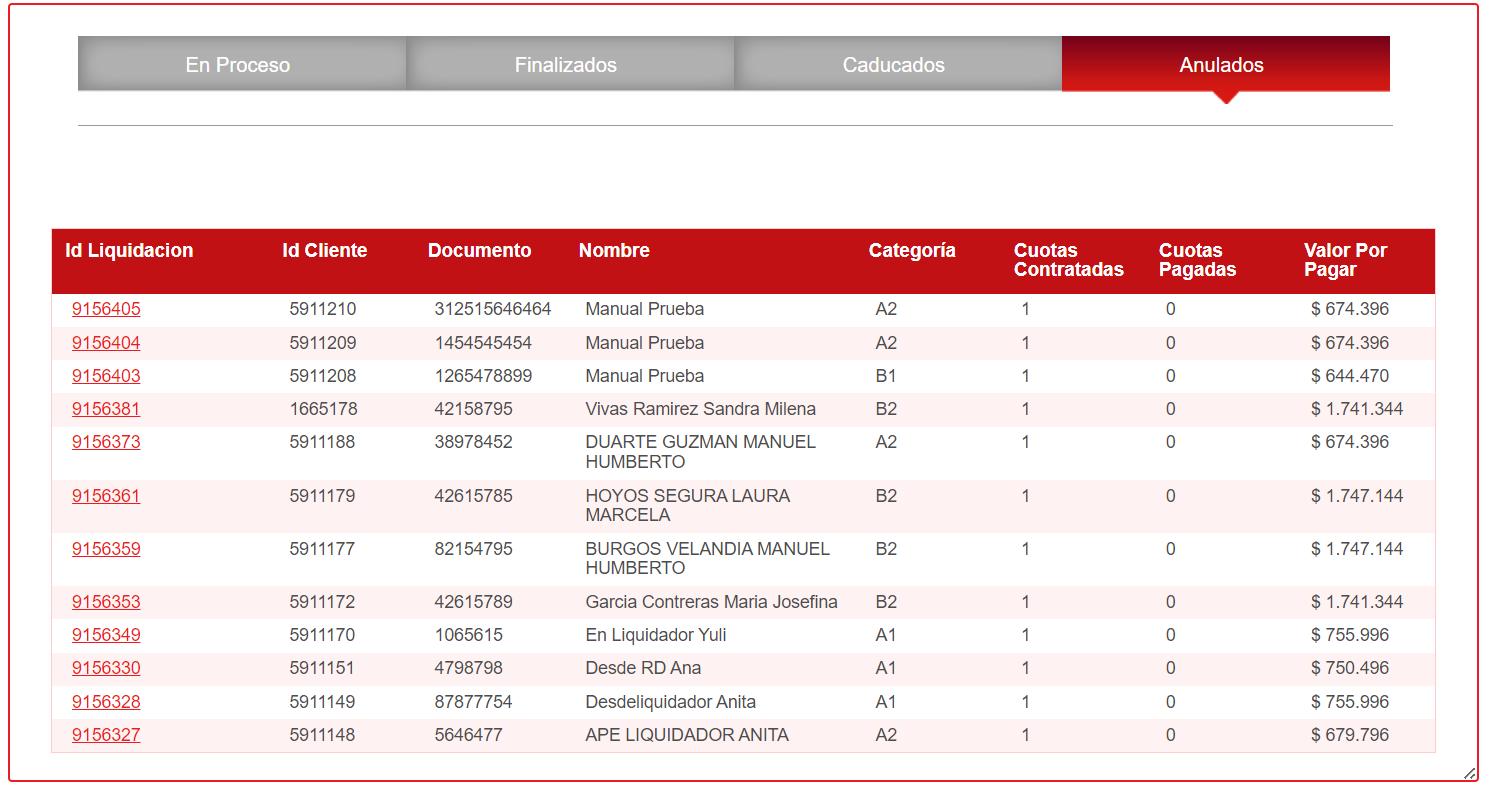 En Proceso Finalizados Caducados Anulados
Id Liquidacion Id Cliente Documento Nombre Categoría Cuotas Contratadas Cuotas Pagadas Valor Por Pagar
9156405 5911210 312515646464 Manual Prueba A2 1 0 $ 674.396
9156404 5911209 1454545454 Manual Prueba A2 1 0 $ 674.396
9156403 5911208 1265478899 Manual Prueba B1 1 0 $ 644.470
9156381 1665178 42158795 Vivas Ramirez Sandra Milena B2 1 0 $ 1.741.344
9156373 5911188 38978452 DUARTE GUZMAN MANUEL HUMBERTO A2 1 0 $ 674.396
9156361 5911179 42615785 HOYOS SEGURA LAURA MARCELA B2 1 0 $ 1.747.144
9156359 5911177 82154795 BURGOS VELANDIA MANUEL HUMBERTO B2 1 0 $ 1.747.144
9156353 5911172 42615789 Garcia Contreras Maria Josefina B2 1 0 $ 1.741.344
9156349 5911170 1065615 En Liquidador Yuli A1 1 0 $ 755.996
9156330 5911151 4798798 Desde RD Ana A1 1 0 $ 750.496
9156328 5911149 87877754 Desdeliquidador Anita A1 1 0 $ 755.996
9156327 5911148 5646477 APE LIQUIDADOR ANITA A2 1 0 $ 679.796